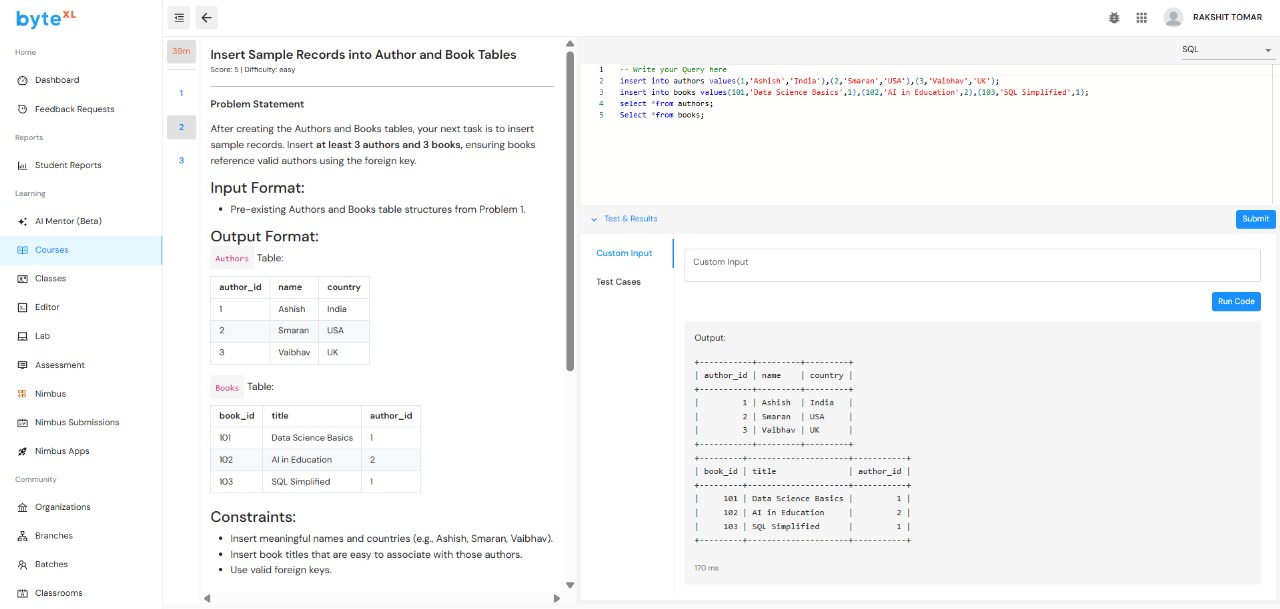 byteXL
RAKSHIT TOMAR
Home
Dashboard
Feedback Requests
Reports
Student Reports
Learning
AI Mentor (Beta)
Courses
Classes
Editor
Lab
Assessment
Nimbus
Nimbus Submissions
Nimbus Apps
Community
Organizations
Branches
Batches
Classrooms
39m
1
2
3
Insert Sample Records into Author and Book Tables
Score: 5 | Difficulty: easy
Problem Statement
After creating the Authors and Books tables, your next task is to insert
sample records. Insert at least 3 authors and 3 books, ensuring books
reference valid authors using the foreign key.
Input Format:
• Pre-existing Authors and Books table structures from Problem 1.
Output Format:
Authors Table:
author_id name country
1 Ashish India
2 Smaran USA
3 Vaibhav UK
Books Table:
book_id title author_id
101 Data Science Basics 1
102 AI in Education 2
103 SQL Simplified 1
Constraints:
• Insert meaningful names and countries (e.g., Ashish, Smaran, Vaibhav).
• Insert book titles that are easy to associate with those authors.
• Use valid foreign keys.
SQL
1 -- Write your Query here
2 insert into authors values(1,'Ashish','India'),(2,'Smaran','USA'),(3,'Vaibhav','UK');
3 insert into books values(101,'Data Science Basics',1),(102,'AI in Education',2),(103,'SQL Simplified',1);
4 select *from authors;
5 Select *from books;
Test & Results
Submit
Custom Input
Test Cases
Custom Input
Run Code
Output:
+-----------+---------+---------+
| author_id | name    | country |
+-----------+---------+---------+
|         1 | Ashish  | India   |
|         2 | Smaran  | USA     |
|         3 | Vaibhav | UK      |
+-----------+---------+---------+
+---------+---------------------+-----------+
| book_id | title               | author_id |
+---------+---------------------+-----------+
|     101 | Data Science Basics |         1 |
|     102 | AI in Education     |         2 |
|     103 | SQL Simplified      |         1 |
+---------+---------------------+-----------+
170 ms